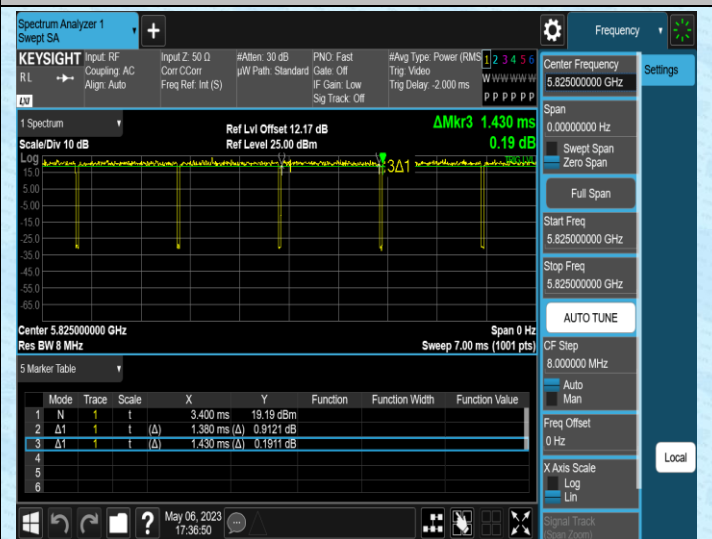 Spectrum Analyzer 1
Swept SA
+
Frequency
KEYSIGHT
RL
LXI
Input: RF
Coupling: AC
Align: Auto
Input Z: 50 Ω
Corr CCorr
Freq Ref: Int (S)
#Atten: 30 dB
µW Path: Standard
PNO: Fast
Gate: Off
IF Gain: Low
Sig Track: Off
#Avg Type: Power (RMS
Trig: Video
Trig Delay: -2.000 ms
1 2 3 4 5 6
W W W W W W
P P P P P P
1 Spectrum
Scale/Div 10 dB
Ref Lvl Offset 12.17 dB
Ref Level 25.00 dBm
ΔMkr3 1.430 ms
0.19 dB
Log
15.0
5.00
-5.00
-15.0
-25.0
-35.0
-45.0
-55.0
-65.0
1
3Δ1
Center 5.825000000 GHz
Res BW 8 MHz
Span 0 Hz
Sweep 7.00 ms (1001 pts)
5 Marker Table
Mode Trace Scale X Y Function Function Width Function Value
1 N 1 t 3.400 ms 19.19 dBm
2 Δ1 1 t (Δ) 1.380 ms (Δ) 0.9121 dB
3 Δ1 1 t (Δ) 1.430 ms (Δ) 0.1911 dB
4
5
6
?
May 06, 2023
17:36:50
Center Frequency
5.825000000 GHz
Settings
Span
0.00000000 Hz
Swept Span
Zero Span
Full Span
Start Freq
5.825000000 GHz
Stop Freq
5.825000000 GHz
AUTO TUNE
CF Step
8.000000 MHz
Auto
Man
Freq Offset
0 Hz
X Axis Scale
Log
Lin
Local
Signal Track
(Span Zoom)